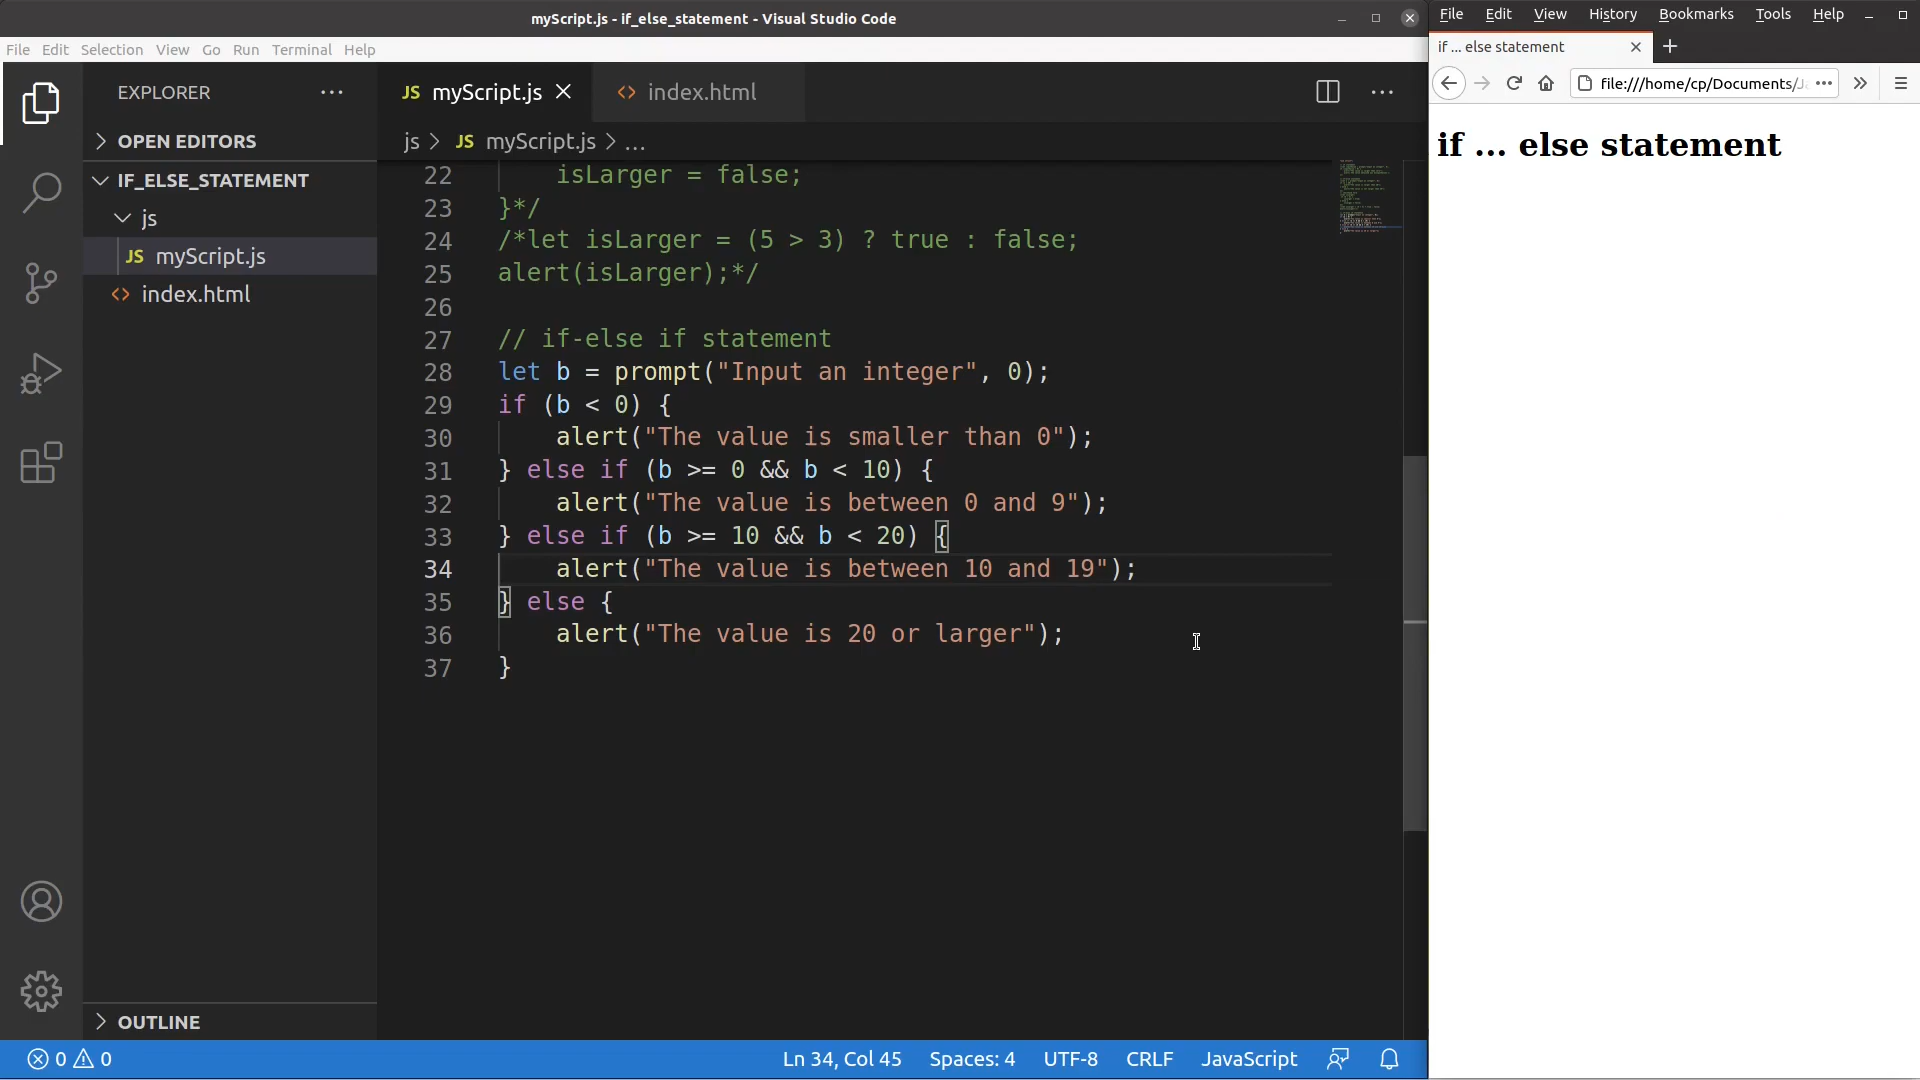 myScript.js - if_else_statement - Visual Studio Code
File Edit Selection View Go Run Terminal Help
EXPLORER
OPEN EDITORS
IF_ELSE_STATEMENT
js
JS myScript.js
<> index.html
OUTLINE
JS myScript.js
<> index.html
js > JS myScript.js > ...
22 isLarger = false;
23 }*/
24 /*let isLarger = (5 > 3) ? true : false;
25 alert(isLarger);*/
26
27 // if-else if statement
28 let b = prompt("Input an integer", 0);
29 if (b < 0) {
30 alert("The value is smaller than 0");
31 } else if (b >= 0 && b < 10) {
32 alert("The value is between 0 and 9");
33 } else if (b >= 10 && b < 20) {
34 alert("The value is between 10 and 19");
35 } else {
36 alert("The value is 20 or larger");
37 }
0 0 Ln 34, Col 45 Spaces: 4 UTF-8 CRLF JavaScript
File Edit View History Bookmarks Tools Help
if ... else statement
file:///home/cp/Documents/
if ... else statement